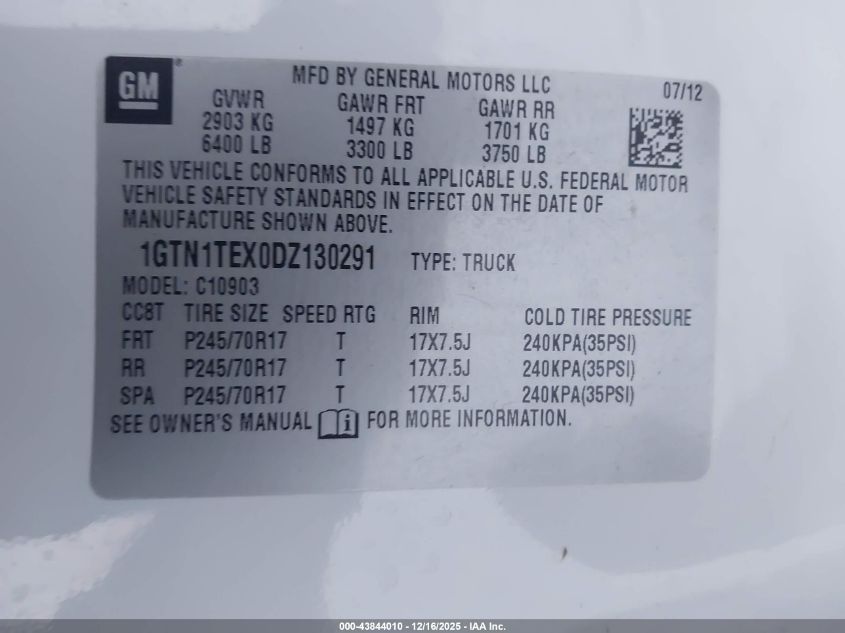 GM
MFD BY GENERAL MOTORS LLC 07/12
GVWR GAWR FRT GAWR RR
2903 KG 1497 KG 1701 KG
6400 LB 3300 LB 3750 LB
THIS VEHICLE CONFORMS TO ALL APPLICABLE U.S. FEDERAL MOTOR
VEHICLE SAFETY STANDARDS IN EFFECT ON THE DATE OF
MANUFACTURE SHOWN ABOVE.
1GTN1TEX0DZ130291 TYPE: TRUCK
MODEL: C10903
CC8T TIRE SIZE SPEED RTG RIM COLD TIRE PRESSURE
FRT P245/70R17 T 17X7.5J 240KPA(35PSI)
RR P245/70R17 T 17X7.5J 240KPA(35PSI)
SPA P245/70R17 T 17X7.5J 240KPA(35PSI)
SEE OWNER'S MANUAL i FOR MORE INFORMATION.
000-43844010 - 12/16/2025 - IAA Inc.